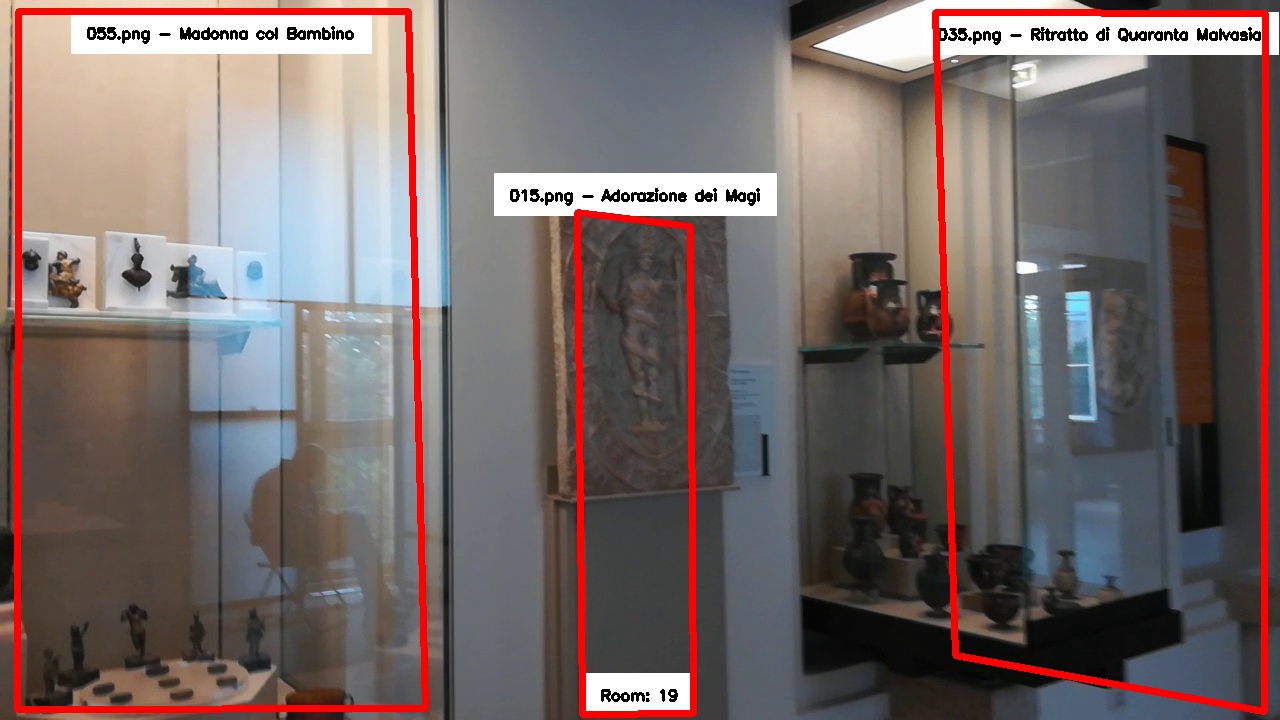 055.png - Madonna col Bambino
035.png - Ritratto di Quaranta Malvasia
015.png - Adorazione dei Magi
Room: 19